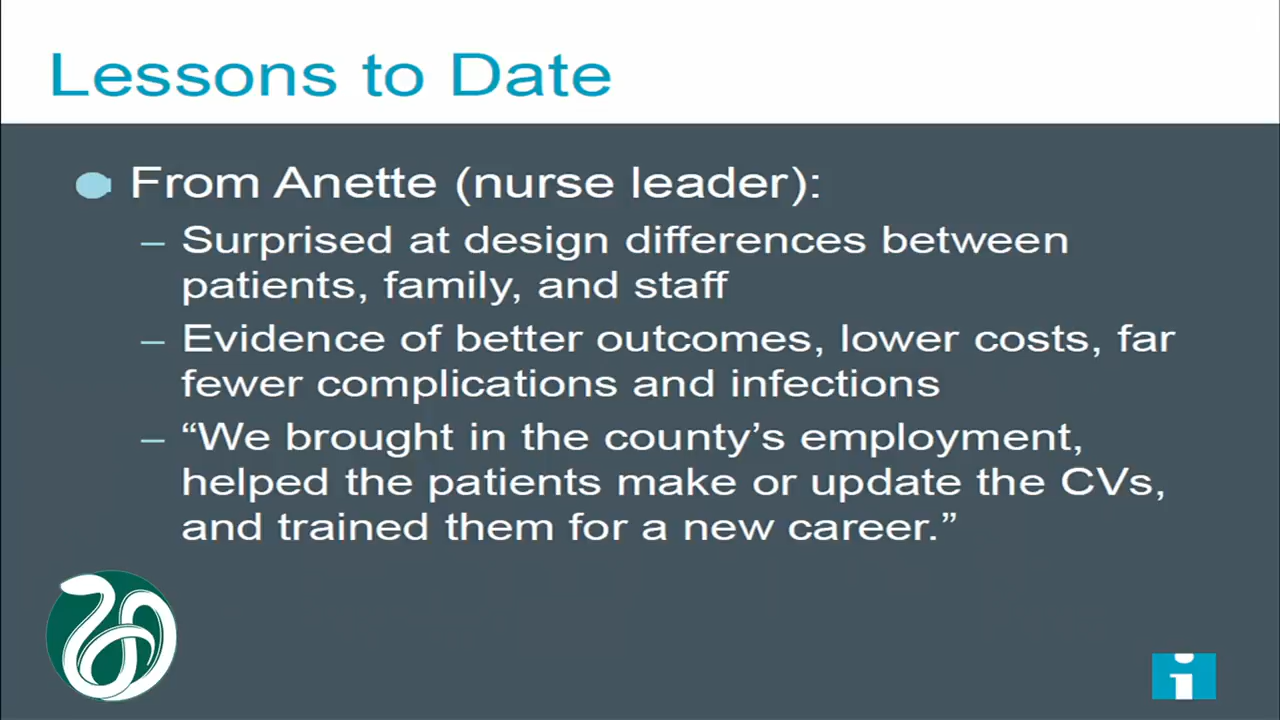 Lessons to Date
From Anette (nurse leader):
– Surprised at design differences between
patients, family, and staff
– Evidence of better outcomes, lower costs, far
fewer complications and infections
– “We brought in the county’s employment,
helped the patients make or update the CVs,
and trained them for a new career.”
i